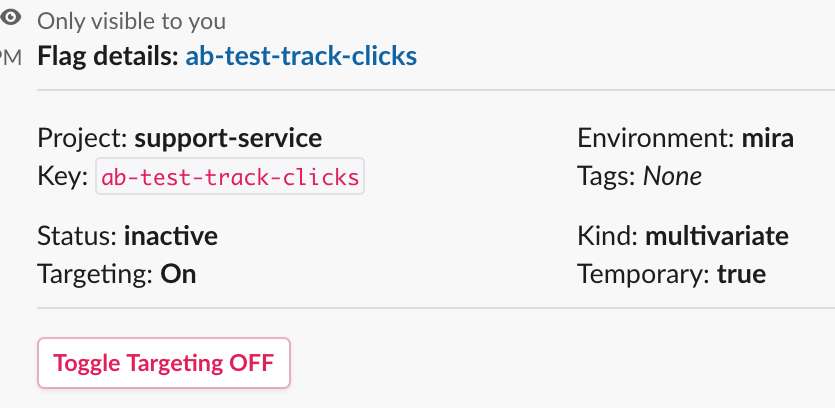 Only visible to you
PM Flag details: ab-test-track-clicks
Project: support-service
Environment: mira
Key: ab-test-track-clicks
Tags: None
Status: inactive
Kind: multivariate
Targeting: On
Temporary: true
Toggle Targeting OFF